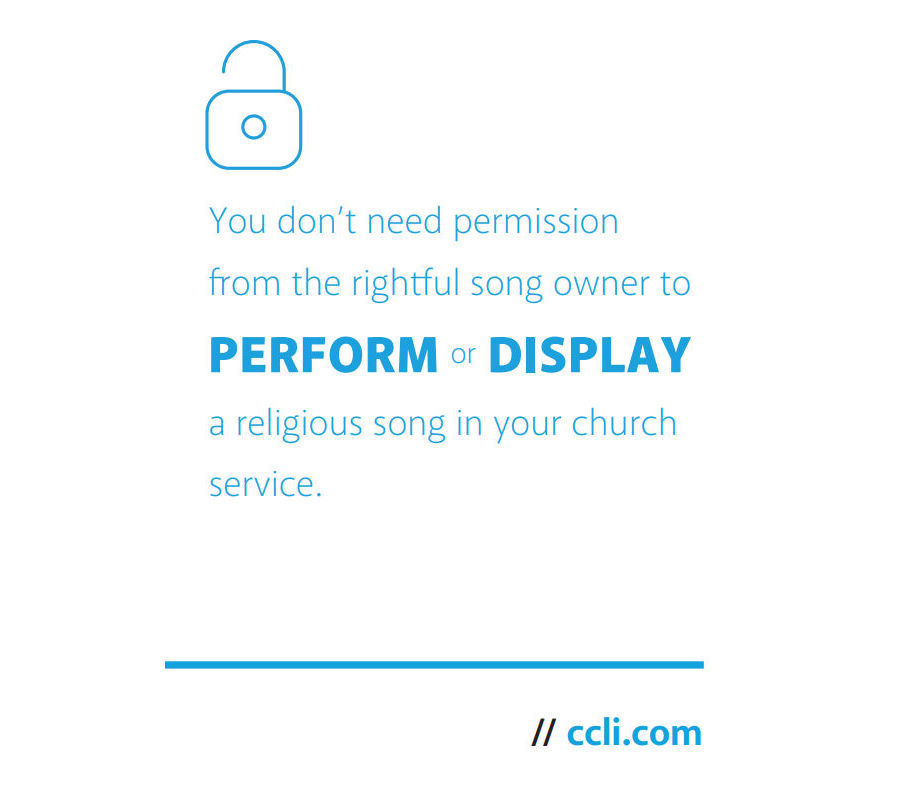 You don’t need permission
from the rightful song owner to
PERFORM or DISPLAY
a religious song in your church
service.
// ccli.com